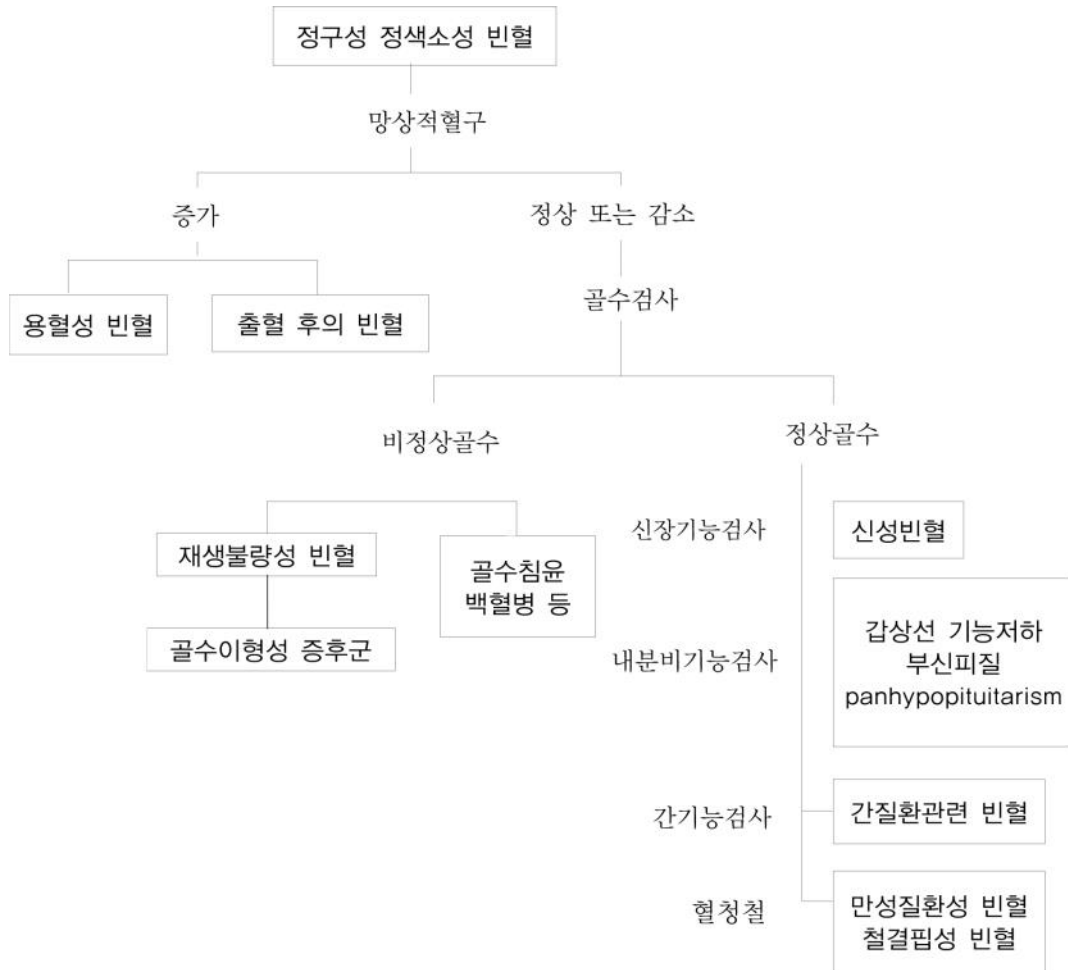 정구성 정색소성 빈혈
망상적혈구
증가
정상 또는 감소
용혈성 빈혈
출혈 후의 빈혈
골수검사
비정상골수
정상골수
재생불량성 빈혈
골수이형성 증후군
골수침윤
백혈병 등
신장기능검사
신성빈혈
내분비기능검사
갑상선 기능저하
부신피질
panhypopituitarism
간기능검사
간질환관련 빈혈
혈청철
만성질환성 빈혈
철결핍성 빈혈